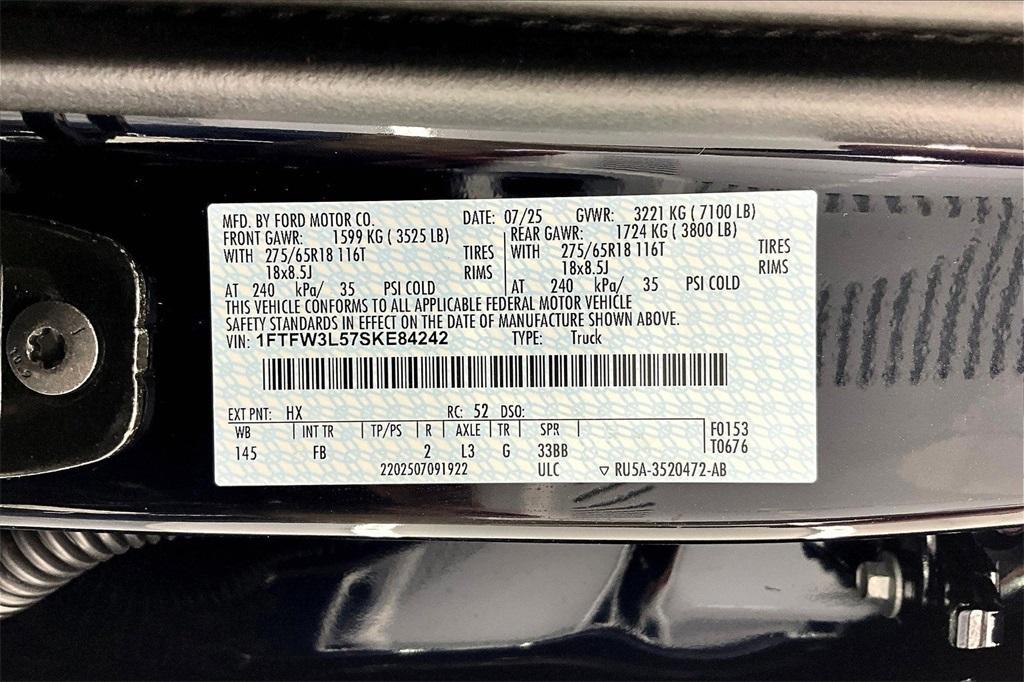 MFD. BY FORD MOTOR CO. DATE: 07/25 GVWR: 3221 KG ( 7100 LB)
FRONT GAWR: 1599 KG ( 3525 LB) REAR GAWR: 1724 KG ( 3800 LB)
WITH 275/65R18 116T TIRES WITH 275/65R18 116T TIRES
18x8.5J RIMS 18x8.5J RIMS
AT 240 kPa/ 35 PSI COLD AT 240 kPa/ 35 PSI COLD
THIS VEHICLE CONFORMS TO ALL APPLICABLE FEDERAL MOTOR VEHICLE
SAFETY STANDARDS IN EFFECT ON THE DATE OF MANUFACTURE SHOWN ABOVE.
VIN: 1FTFW3L57SKE84242 TYPE: Truck
EXT PNT: HX RC: 52 DSO:
WB INT TR TP/PS R AXLE TR SPR F0153
145 FB 2 L3 G 33BB T0676
2202507091922 ULC ▽ RU5A-3520472-AB